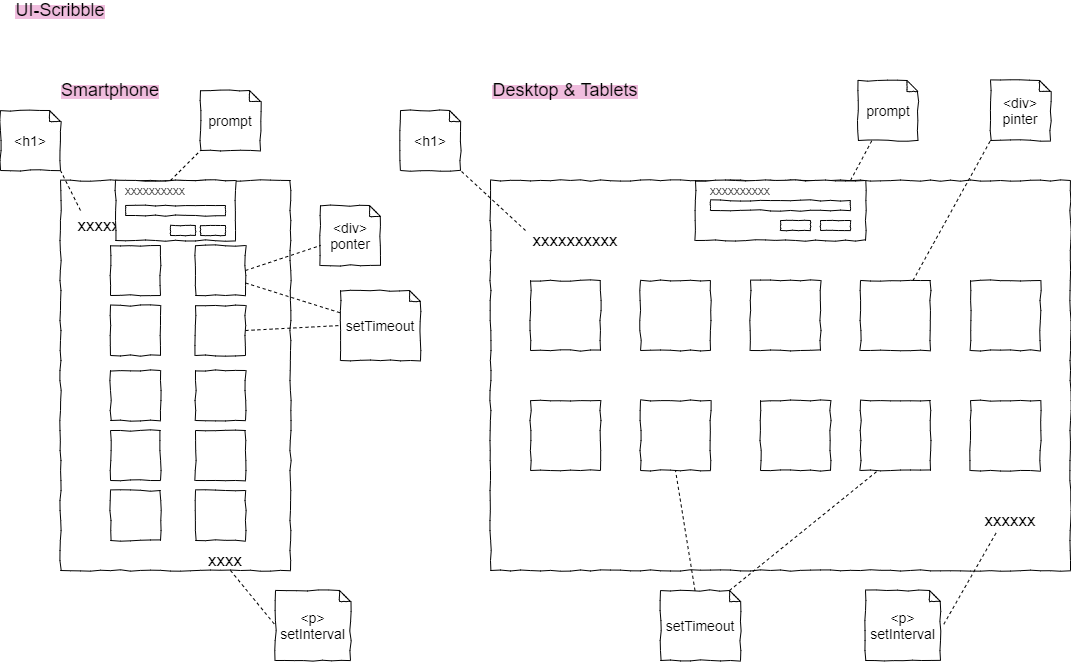 UI-Scribble
Smartphone
Desktop & Tablets
<h1>
prompt
<h1>
prompt
<div>
pinter
XXXXXXXXXX
XXXXX
<div>
ponter
setTimeout
XXXX
<p>
setInterval
XXXXXXXXXX
XXXXXXXXXX
XXXXXX
setTimeout
<p>
setInterval